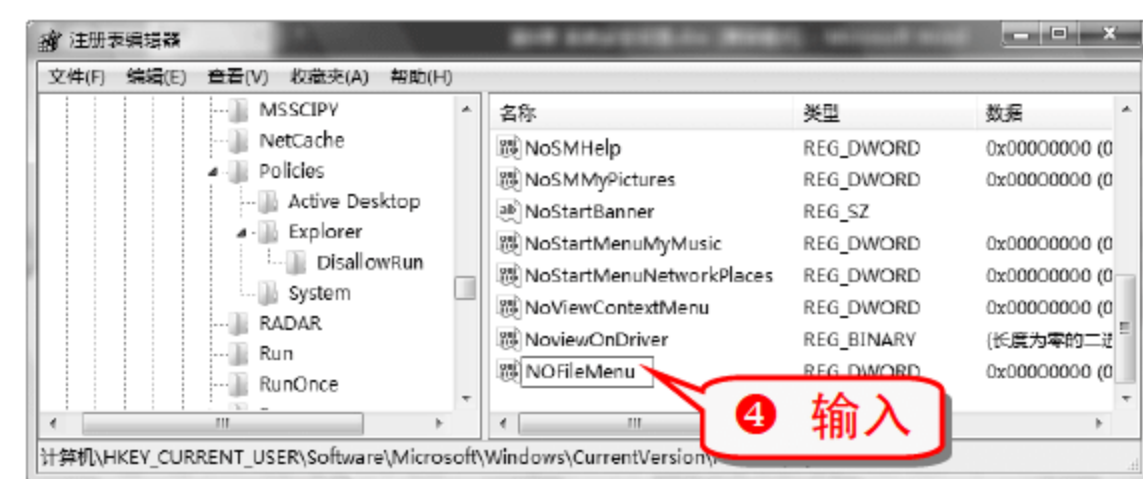 注册表编辑器
文件(F) 编辑(E) 查看(V) 收藏夹(A) 帮助(H)
MSSCIPY
NetCache
Policies
Active Desktop
Explorer
DisallowRun
System
RADAR
Run
RunOnce
名称 类型 数据
NoSMHelp REG_DWORD 0x00000000 (0
NoSMMyPictures REG_DWORD 0x00000000 (0
NoStartBanner REG_SZ
NoStartMenuMyMusic REG_DWORD 0x00000000 (0
NoStartMenuNetworkPlaces REG_DWORD 0x00000000 (0
NoViewContextMenu REG_DWORD 0x00000000 (0
NoviewOnDriver REG_BINARY (长度为零的二进
NOFileMenu REG_DWORD 0x00000000 (0
4 输入
计算机\HKEY_CURRENT_USER\Software\Microsoft\Windows\CurrentVersion\